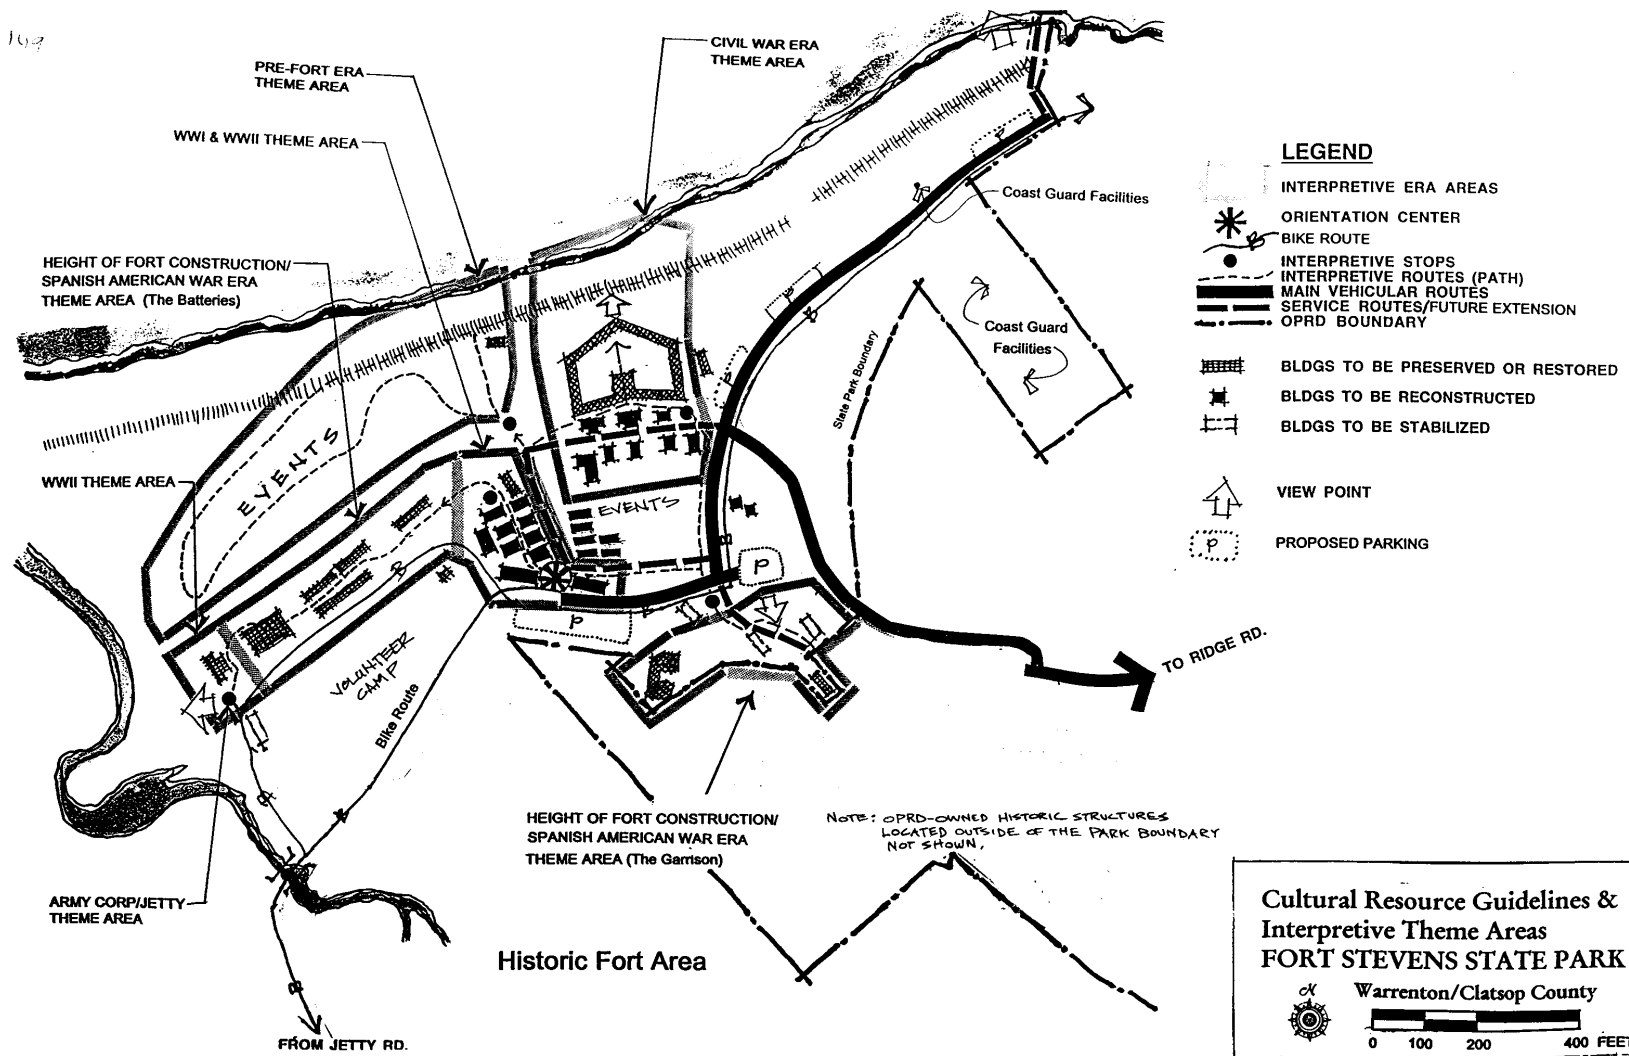 169
CIVIL WAR ERA
THEME AREA
PRE-FORT ERA
THEME AREA
WWI & WWII THEME AREA
HEIGHT OF FORT CONSTRUCTION/
SPANISH AMERICAN WAR ERA
THEME AREA (The Batteries)
WWII THEME AREA
EVENTS
EVENTS
P
P
P
P
P
B
B
B
B
Coast Guard Facilities
Coast Guard
Facilities
State Park Boundary
VOLUNTEER
CAMP
Bike Route
TO RIDGE RD.
HEIGHT OF FORT CONSTRUCTION/
SPANISH AMERICAN WAR ERA
THEME AREA (The Garrison)
NOTE: OPRD-OWNED HISTORIC STRUCTURES
LOCATED OUTSIDE OF THE PARK BOUNDARY
NOT SHOWN.
ARMY CORP/JETTY
THEME AREA
Historic Fort Area
FROM JETTY RD.
LEGEND
INTERPRETIVE ERA AREAS
ORIENTATION CENTER
B BIKE ROUTE
INTERPRETIVE STOPS
INTERPRETIVE ROUTES (PATH)
MAIN VEHICULAR ROUTES
SERVICE ROUTES/FUTURE EXTENSION
OPRD BOUNDARY
BLDGS TO BE PRESERVED OR RESTORED
BLDGS TO BE RECONSTRUCTED
BLDGS TO BE STABILIZED
VIEW POINT
P PROPOSED PARKING
Cultural Resource Guidelines &
Interpretive Theme Areas
FORT STEVENS STATE PARK
N Warrenton/Clatsop County
0 100 200 400 FEET